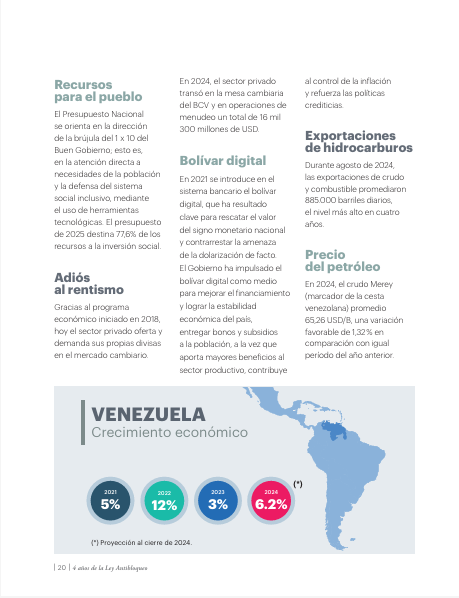 Recursos
para el pueblo
El Presupuesto Nacional
se orienta en la dirección
de la brújula del 1 x 10 del
Buen Gobierno; esto es,
en la atención directa a
necesidades de la población
y la defensa del sistema
social inclusivo, mediante
el uso de herramientas
tecnológicas. El presupuesto
de 2025 destina 77,6% de los
recursos a la inversión social.
Adiós
al rentismo
Gracias al programa
económico iniciado en 2018,
hoy el sector privado oferta y
demanda sus propias divisas
en el mercado cambiario.
En 2024, el sector privado
transó en la mesa cambiaria
del BCV y en operaciones de
menudeo un total de 16 mil
300 millones de USD.
Bolívar digital
En 2021 se introduce en el
sistema bancario el bolívar
digital, que ha resultado
clave para rescatar el valor
del signo monetario nacional
y contrarrestar la amenaza
de la dolarización de facto.
El Gobierno ha impulsado el
bolívar digital como medio
para mejorar el financiamiento
y lograr la estabilidad
económica del país,
entregar bonos y subsidios
a la población, a la vez que
aporta mayores beneficios al
sector productivo, contribuye
al control de la inflación
y refuerza las políticas
crediticias.
Exportaciones
de hidrocarburos
Durante agosto de 2024,
las exportaciones de crudo
y combustible promediaron
885.000 barriles diarios,
el nivel más alto en cuatro
años.
Precio
del petróleo
En 2024, el crudo Merey
(marcador de la cesta
venezolana) promedio
65,26 USD/B, una variación
favorable de 1,32% en
comparación con igual
período del año anterior.
VENEZUELA
Crecimiento económico
2021
5%
2022
12%
2023
3%
2024
6.2%
(*)
(*) Proyección al cierre de 2024.
| 20 | 4 años de la Ley Antibloqueo